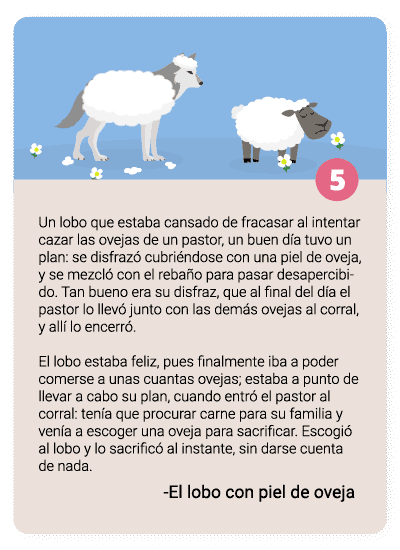 5
Un lobo que estaba cansado de fracasar al intentar
cazar las ovejas de un pastor, un buen día tuvo un
plan: se disfrazó cubriéndose con una piel de oveja,
y se mezcló con el rebaño para pasar desapercibi-
do. Tan bueno era su disfraz, que al final del día el
pastor lo llevó junto con las demás ovejas al corral,
y allí lo encerró.
El lobo estaba feliz, pues finalmente iba a poder
comerse a unas cuantas ovejas; estaba a punto de
llevar a cabo su plan, cuando entró el pastor al
corral: tenía que procurar carne para su familia y
venía a escoger una oveja para sacrificar. Escogió
al lobo y lo sacrificó al instante, sin darse cuenta
de nada.
-El lobo con piel de oveja